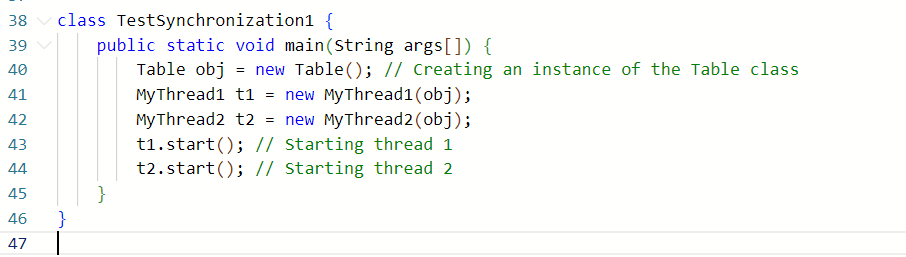 38 class TestSynchronization1 {
39 public static void main(String args[]) {
40 Table obj = new Table(); // Creating an instance of the Table class
41 MyThread1 t1 = new MyThread1(obj);
42 MyThread2 t2 = new MyThread2(obj);
43 t1.start(); // Starting thread 1
44 t2.start(); // Starting thread 2
45 }
46 }
47